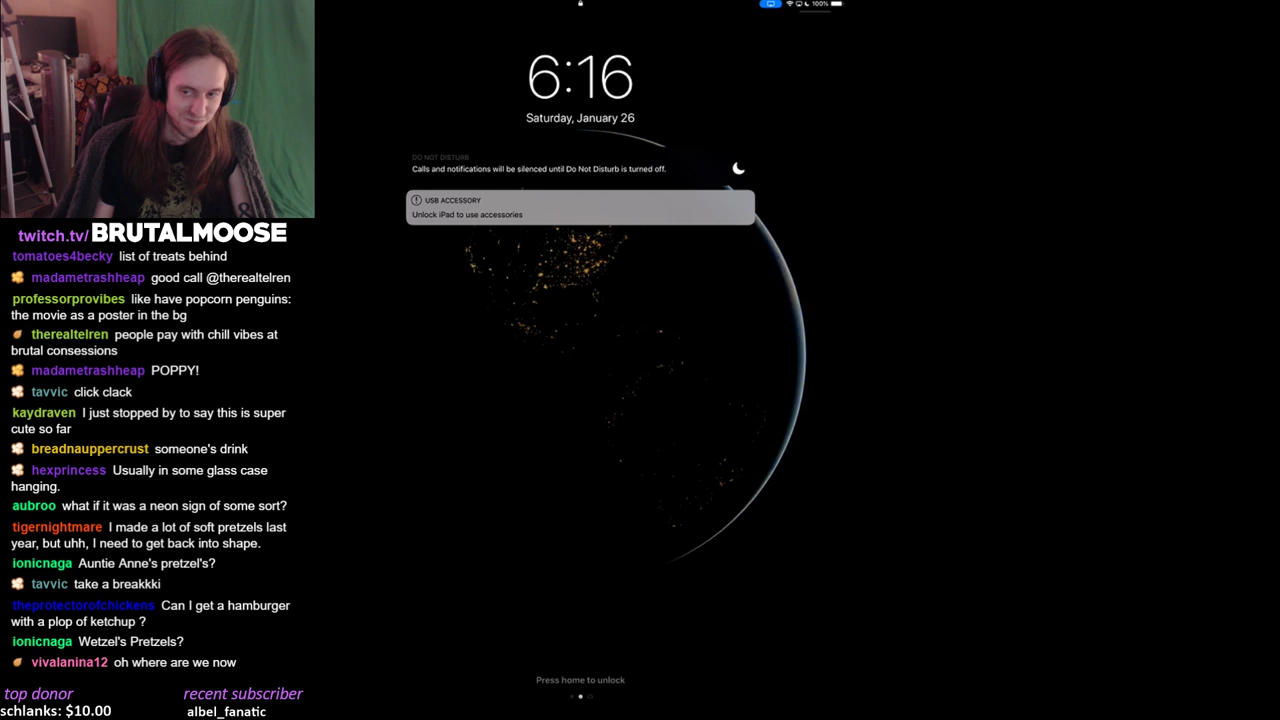 100%
6:16
Saturday, January 26
DO NOT DISTURB
Calls and notifications will be silenced until Do Not Disturb is turned off.
USB ACCESSORY
Unlock iPad to use accessories
Press home to unlock
twitch.tv/BRUTALMOOSE
tomatoes4becky list of treats behind
madametrashheap good call @therealtelren
professorprovibes like have popcorn penguins:
the movie as a poster in the bg
therealtelren people pay with chill vibes at
brutal consessions
madametrashheap POPPY!
tavvic click clack
kaydraven I just stopped by to say this is super
cute so far
breadnauppercrust someone's drink
hexprincess Usually in some glass case
hanging.
aubroo what if it was a neon sign of some sort?
tigernightmare I made a lot of soft pretzels last
year, but uhh, I need to get back into shape.
ionicnaga Auntie Anne's pretzel's?
tavvic take a breakkki
theprotectorofchickens Can I get a hamburger
with a plop of ketchup ?
ionicnaga Wetzel's Pretzels?
vivalanina12 oh where are we now
top donor
schlanks: $10.00
recent subscriber
albel_fanatic